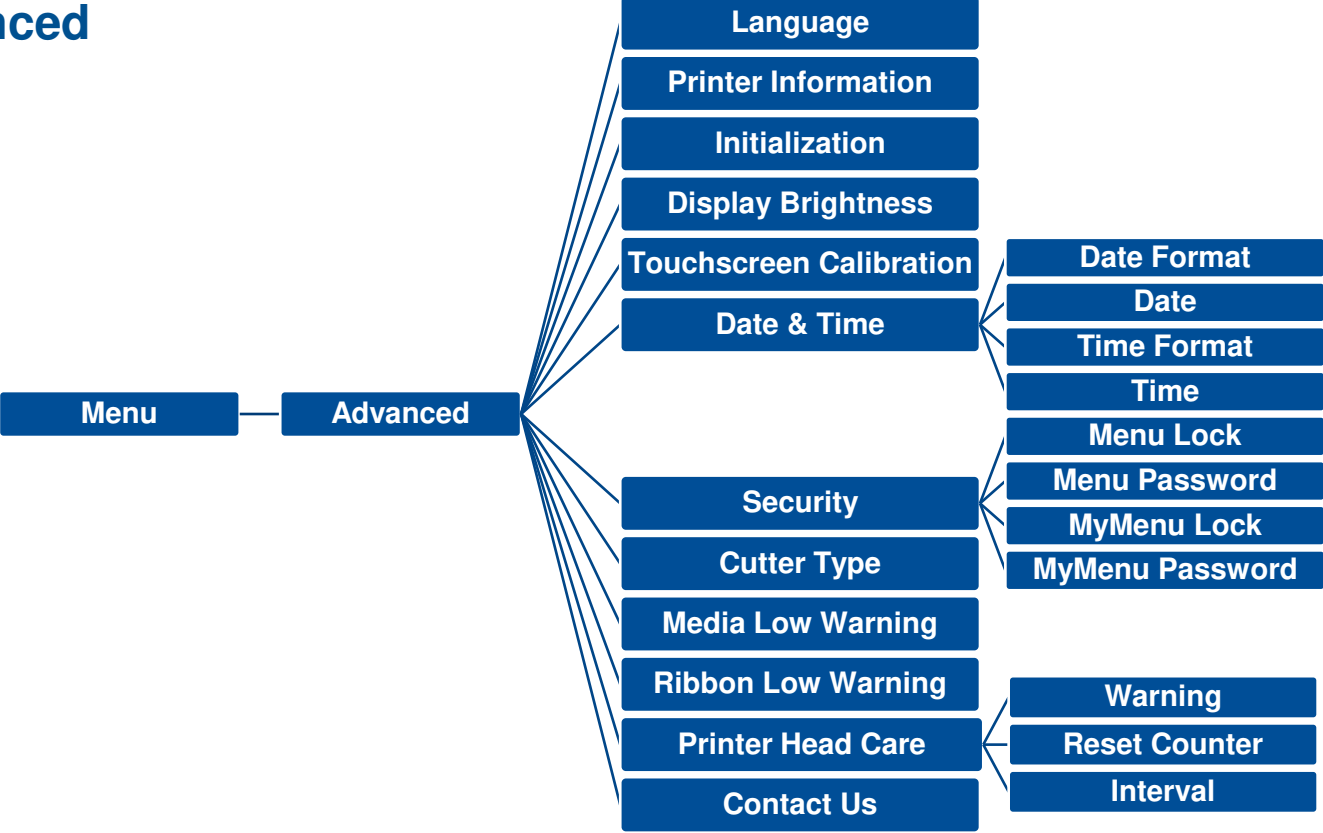 Language
Printer Information
Initialization
Display Brightness
Touchscreen Calibration
Date & Time
Date Format
Date
Time Format
Time
Menu
Advanced
Security
Menu Lock
Menu Password
MyMenu Lock
MyMenu Password
Cutter Type
Media Low Warning
Ribbon Low Warning
Printer Head Care
Warning
Reset Counter
Interval
Contact Us